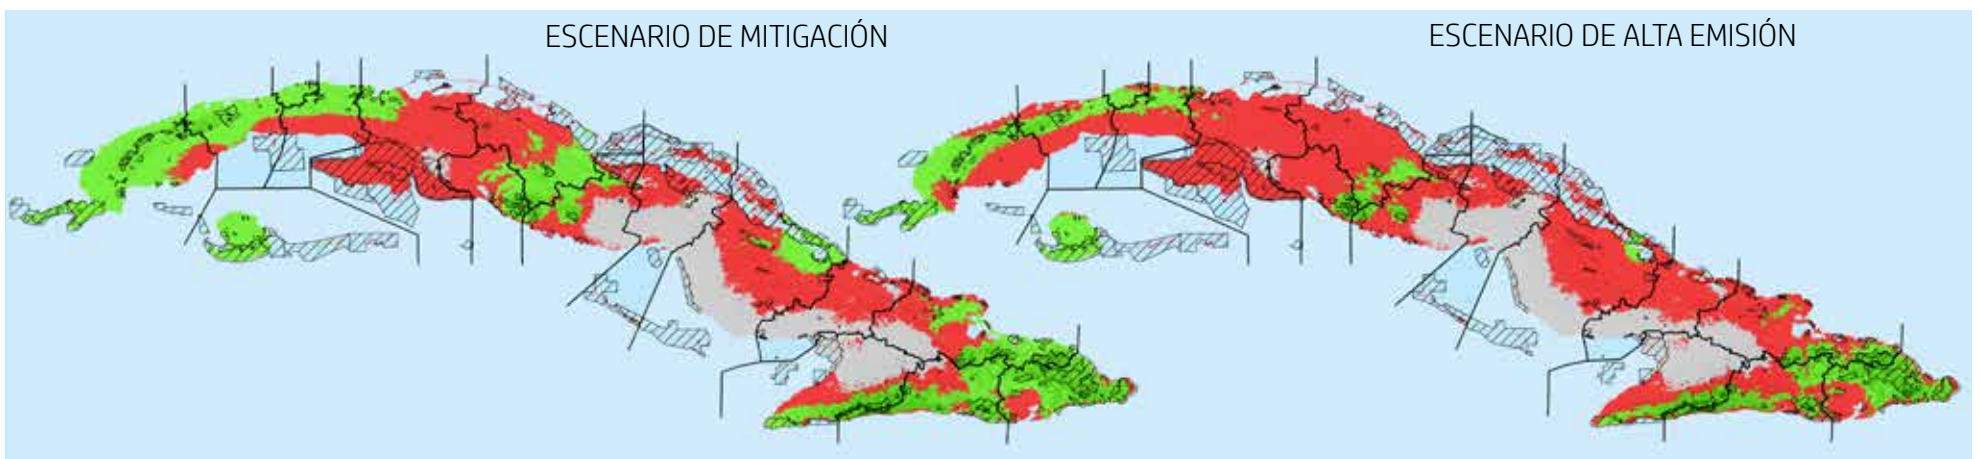 ESCENARIO DE MITIGACIÓN
ESCENARIO DE ALTA EMISIÓN